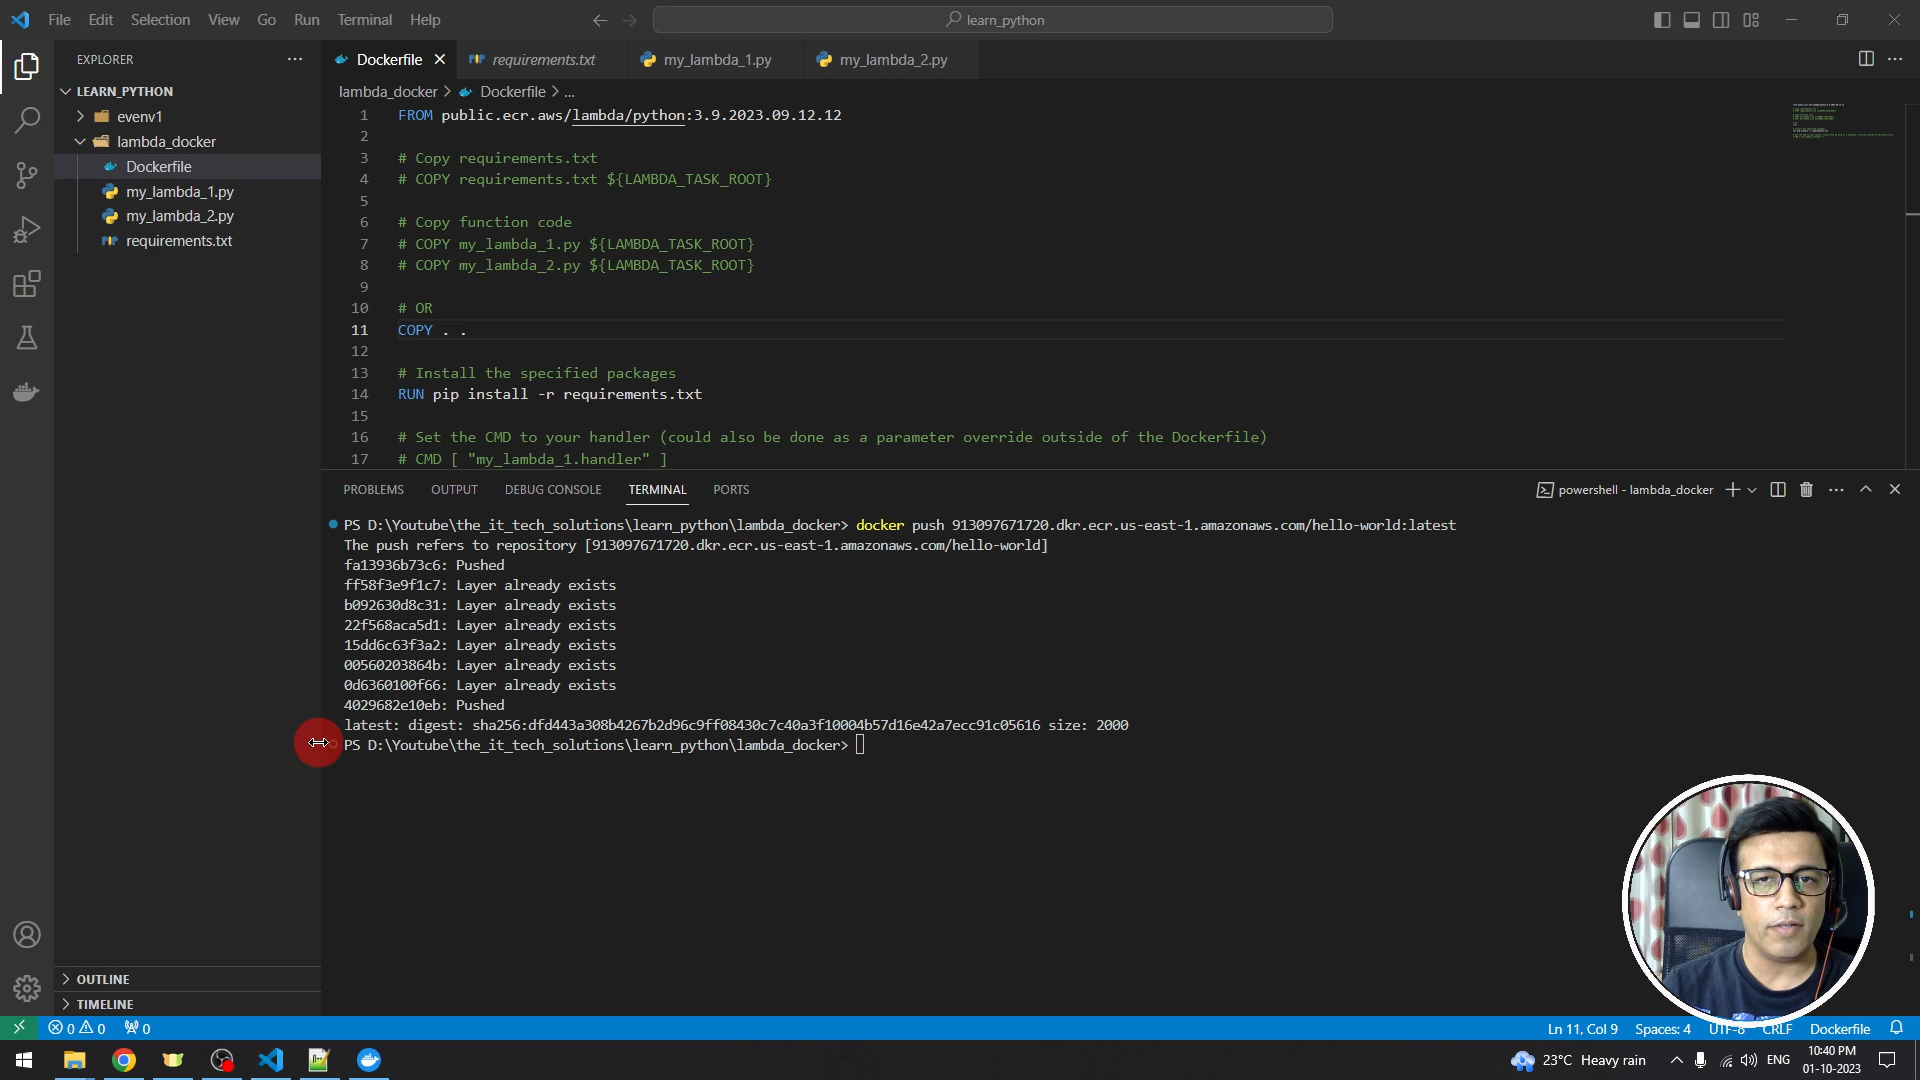 File Edit Selection View Go Run Terminal Help
learn_python
EXPLORER
LEARN_PYTHON
evenv1
lambda_docker
Dockerfile
my_lambda_1.py
my_lambda_2.py
requirements.txt
OUTLINE
TIMELINE
Dockerfile requirements.txt my_lambda_1.py my_lambda_2.py
lambda_docker > Dockerfile > ...
1 FROM public.ecr.aws/lambda/python:3.9.2023.09.12.12
2
3 # Copy requirements.txt
4 # COPY requirements.txt ${LAMBDA_TASK_ROOT}
5
6 # Copy function code
7 # COPY my_lambda_1.py ${LAMBDA_TASK_ROOT}
8 # COPY my_lambda_2.py ${LAMBDA_TASK_ROOT}
9
10 # OR
11 COPY . .
12
13 # Install the specified packages
14 RUN pip install -r requirements.txt
15
16 # Set the CMD to your handler (could also be done as a parameter override outside of the Dockerfile)
17 # CMD [ "my_lambda_1.handler" ]
PROBLEMS OUTPUT DEBUG CONSOLE TERMINAL PORTS
powershell - lambda_docker
PS D:\Youtube\the_it_tech_solutions\learn_python\lambda_docker> docker push 913097671720.dkr.ecr.us-east-1.amazonaws.com/hello-world:latest
The push refers to repository [913097671720.dkr.ecr.us-east-1.amazonaws.com/hello-world]
fa13936b73c6: Pushed
ff58f3e9f1c7: Layer already exists
b092630d8c31: Layer already exists
22f568aca5d1: Layer already exists
15dd6c63f3a2: Layer already exists
00560203864b: Layer already exists
0d6360100f66: Layer already exists
4029682e10eb: Pushed
latest: digest: sha256:dfd443a308b4267b2d96c9ff08430c7c40a3f10004b57d16e42a7ecc91c05616 size: 2000
PS D:\Youtube\the_it_tech_solutions\learn_python\lambda_docker>
0 0 0
Ln 11, Col 9 Spaces: 4 UTF-8 CRLF Dockerfile
23°C Heavy rain
ENG
10:40 PM
01-10-2023